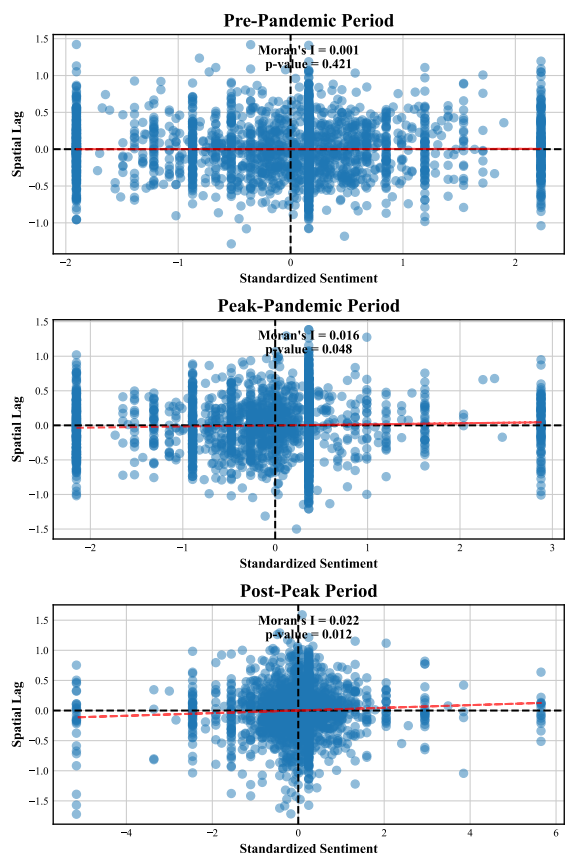 Pre-Pandemic Period
Moran's I = 0.001
p-value = 0.421
1.5
1.0
0.5
0.0
−0.5
−1.0
Spatial Lag
−2 −1 0 1 2
Standardized Sentiment
Peak-Pandemic Period
Moran's I = 0.016
p-value = 0.048
1.5
1.0
0.5
0.0
−0.5
−1.0
−1.5
Spatial Lag
−2 −1 0 1 2 3
Standardized Sentiment
Post-Peak Period
Moran's I = 0.022
p-value = 0.012
1.5
1.0
0.5
0.0
−0.5
−1.0
−1.5
Spatial Lag
−4 −2 0 2 4 6
Standardized Sentiment